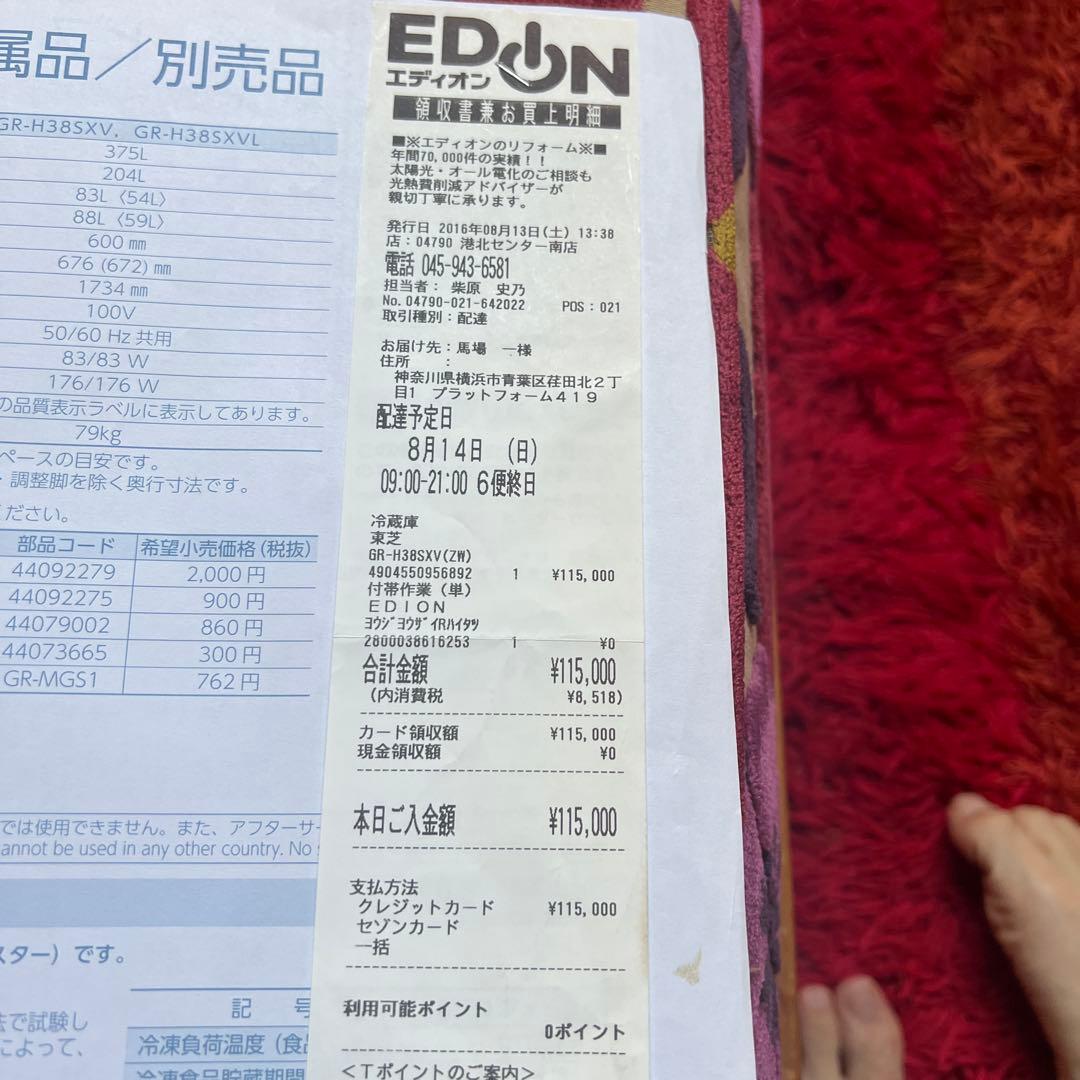 属品／別売品
GR-H38SXV, GR-H38SXVL
375L
204L
83L〈54L〉
88L〈59L〉
600 mm
676 (672) mm
1734 mm
100V
50/60 Hz 共用
83/83 W
176/176 W
の品質表示ラベルに表示してあります。
79kg
ペースの目安です。
・調整脚を除く奥行寸法です。
ください。
部品コード 希望小売価格(税抜)
44092279 2,000円
44092275 900円
44079002 860円
44073665 300円
GR-MGS1 762円
では使用できません。また、アフターサー
cannot be used in any other country. No
スター）です。
記 号
法で試験し
によって、
冷凍負荷温度（食品
冷凍食品貯蔵期間
EDION
エディオン
領収書兼お買上明細
■※エディオンのリフォーム※■
年間70,000件の実績！！
太陽光・オール電化のご相談も
光熱費削減アドバイザーが
親切丁寧に承ります。
発行日 2016年08月13日(土) 13:38
店：04790 港北センター南店
電話 045-943-6581
担当者： 柴原 史乃
No.04790-021-642022 POS：021
取引種別：配達
お届け先：馬場 一様
住所 ：
神奈川県横浜市青葉区荏田北２丁
目1 プラットフォーム４１９
配達予定日
8月14日 (日)
09:00-21:00 6便終日
冷蔵庫
東芝
GR-H38SXV(ZW)
4904550956892 1 ¥115,000
付帯作業（単）
ＥＤＩＯＮ
ﾖｳｼﾞﾖｳｻﾞｲRﾊｲﾀﾂ
2800038616253 1 ¥0
合計金額 ¥115,000
(内消費税 ¥8,518)
カード領収額 ¥115,000
現金領収額 ¥0
本日ご入金額 ¥115,000
支払方法
クレジットカード ¥115,000
セゾンカード
一括
利用可能ポイント
0ポイント
＜Ｔポイントのご案内＞